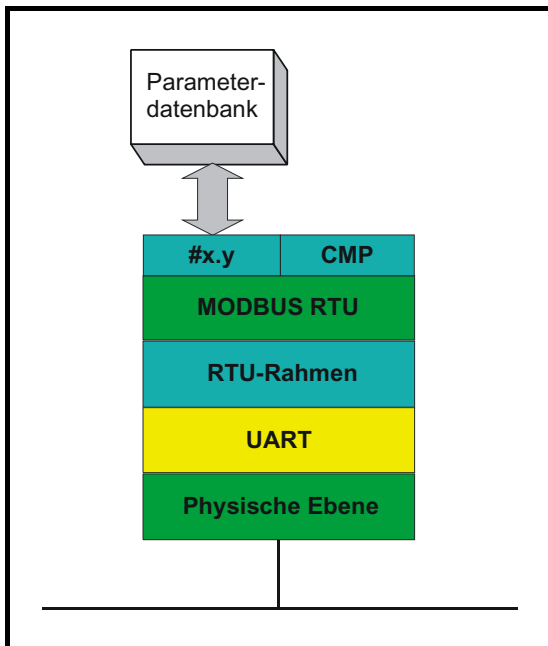 Parameter-
datenbank
#x.y CMP
MODBUS RTU
RTU-Rahmen
UART
Physische Ebene